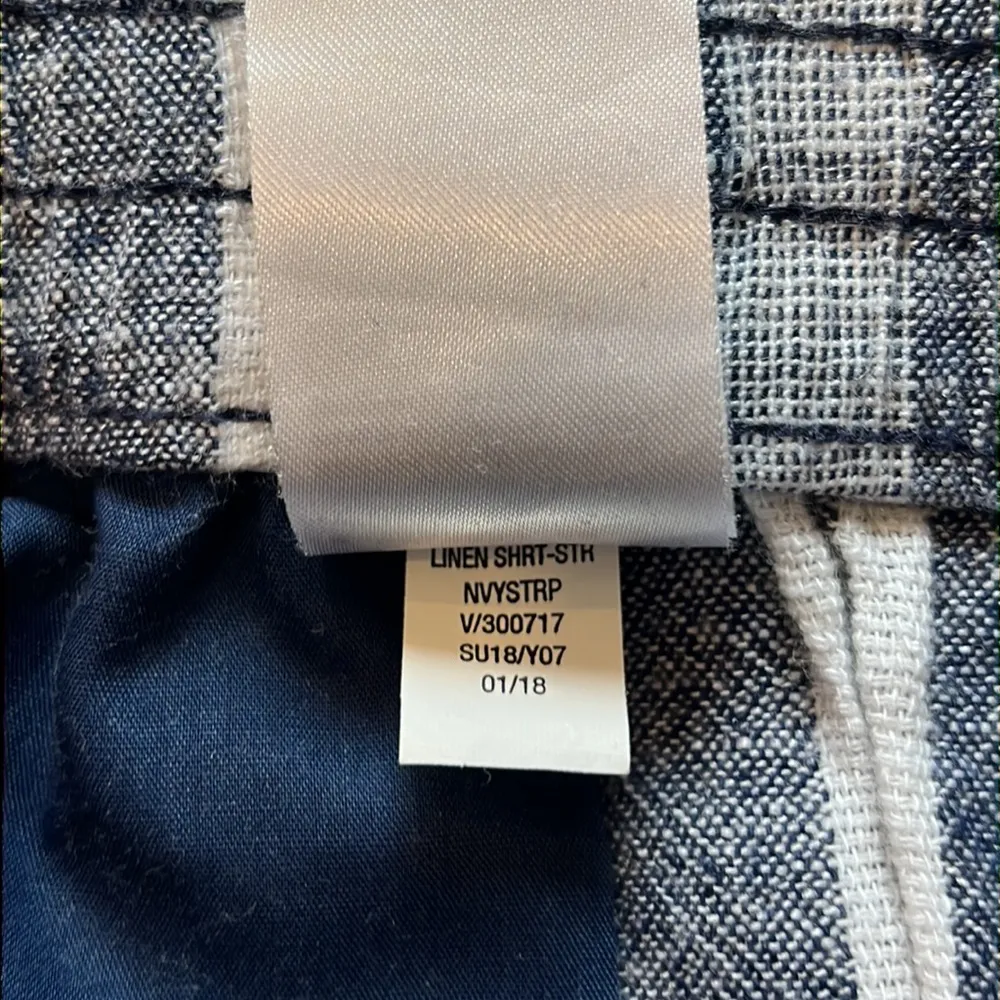 LINEN SHRT-STR
NVYSTRP
V/300717
SU18/Y07
01/18